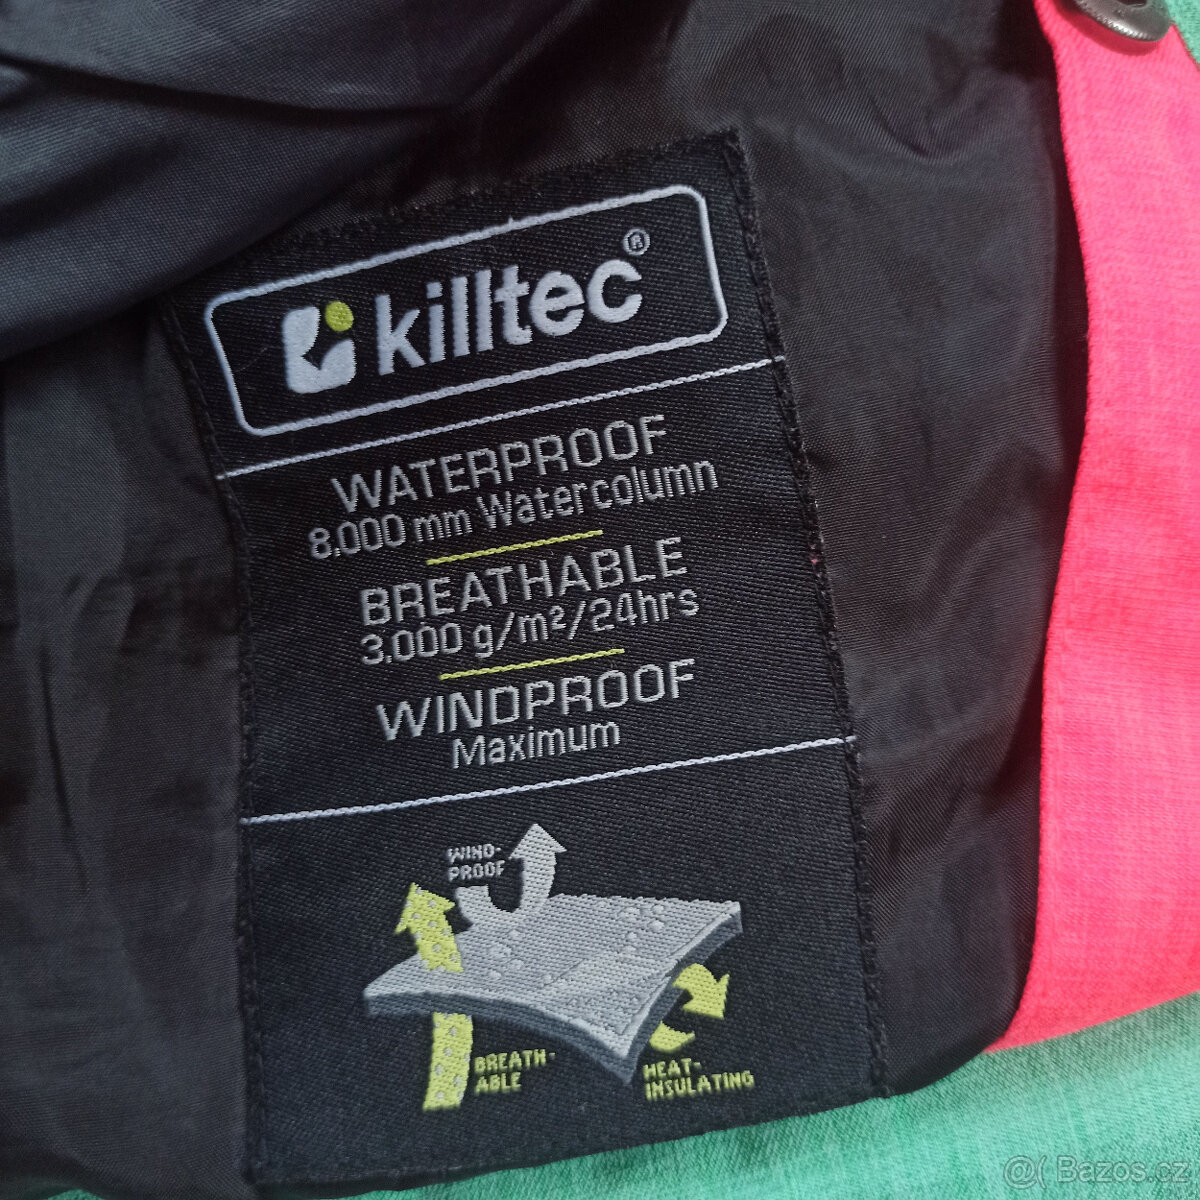 killtec®
WATERPROOF
8.000 mm Watercolumn
BREATHABLE
3.000 g/m²/24hrs
WINDPROOF
Maximum
WIND-
PROOF
BREATH-
ABLE
HEAT-
INSULATING
@( Bazos.cz